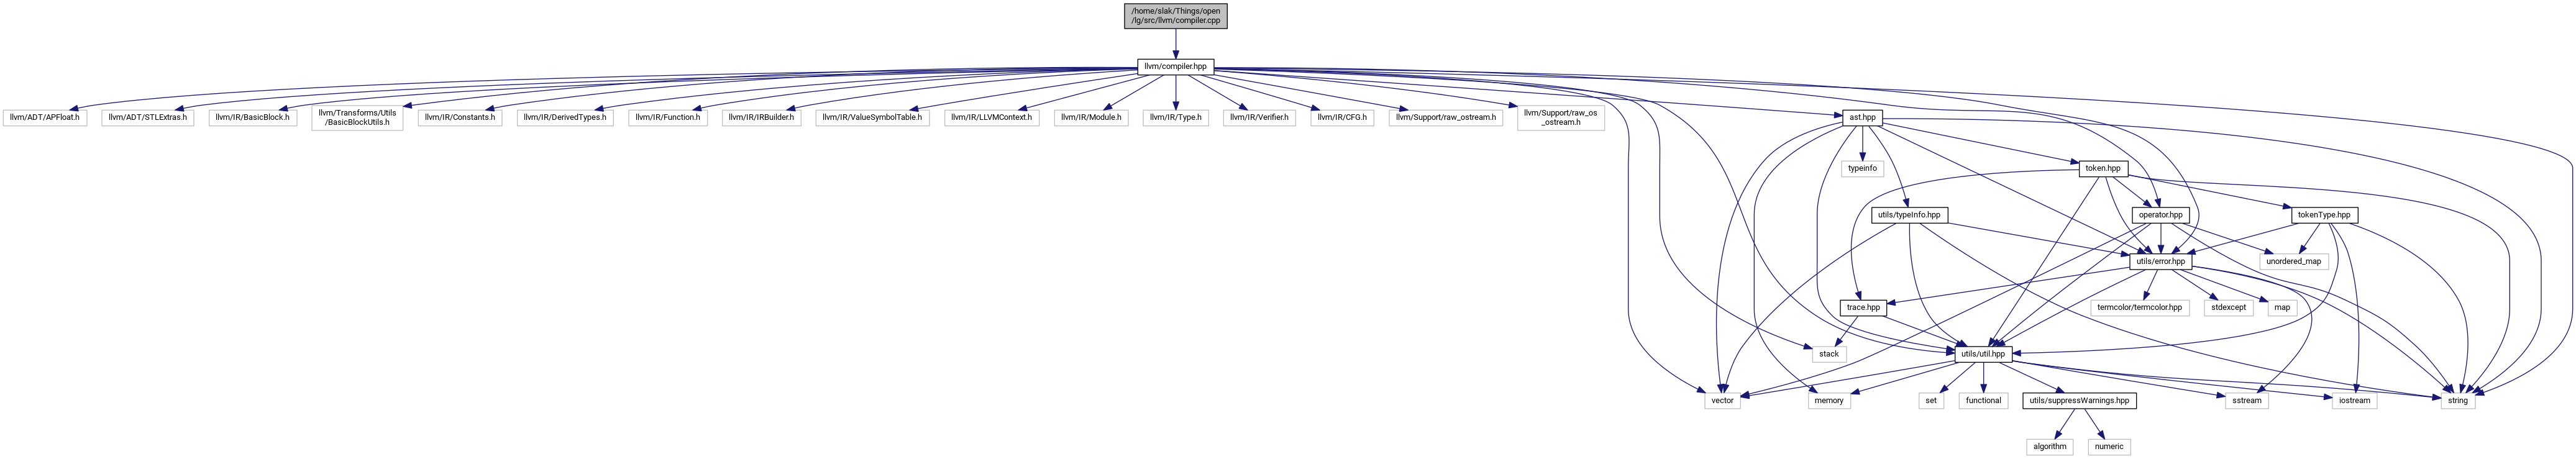 /home/slak/Things/open
/lg/src/llvm/compiler.cpp
llvm/compiler.hpp
llvm/ADT/APFloat.h
llvm/ADT/STLExtras.h
llvm/IR/BasicBlock.h
llvm/Transforms/Utils
/BasicBlockUtils.h
llvm/IR/Constants.h
llvm/IR/DerivedTypes.h
llvm/IR/Function.h
llvm/IR/IRBuilder.h
llvm/IR/ValueSymbolTable.h
llvm/IR/LLVMContext.h
llvm/IR/Module.h
llvm/IR/Type.h
llvm/IR/Verifier.h
llvm/IR/CFG.h
llvm/Support/raw_ostream.h
llvm/Support/raw_os
_ostream.h
ast.hpp
typeinfo
token.hpp
utils/typeInfo.hpp
operator.hpp
tokenType.hpp
utils/error.hpp
unordered_map
trace.hpp
termcolor/termcolor.hpp
stdexcept
map
stack
utils/util.hpp
vector
memory
set
functional
utils/suppressWarnings.hpp
sstream
iostream
string
algorithm
numeric